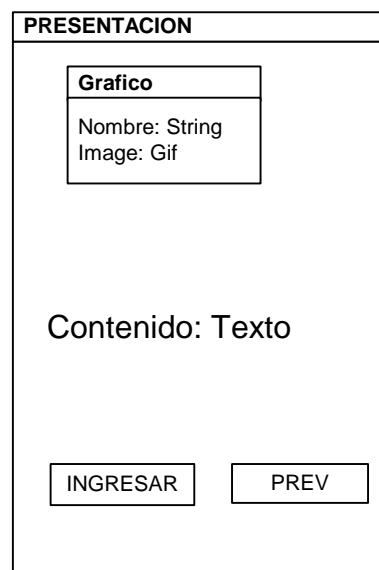 PRESENTACION
Grafico
Nombre: String
Image: Gif
Contenido: Texto
INGRESAR
PREV